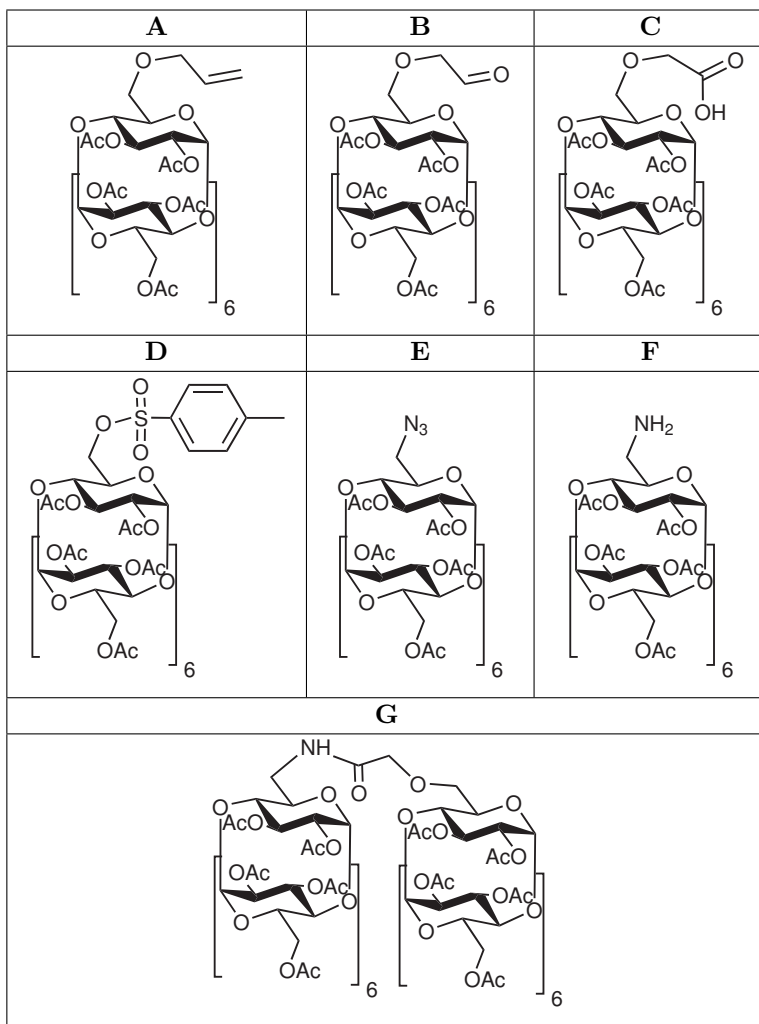 A B C
O O O O
O O O O O O OH
AcO AcO AcO
AcO AcO AcO
OAc OAc OAc OAc OAc OAc
O O O O O O
OAc OAc OAc
6 6 6
D E F
O
O S N3 NH2
O
O O O O O O
AcO AcO AcO
AcO AcO AcO
OAc OAc OAc OAc OAc OAc
O O O O O O
OAc OAc OAc
6 6 6
G
NH
O O
O O O O
AcO AcO
AcO AcO
OAc OAc OAc OAc
O O O O
OAc OAc
6 6